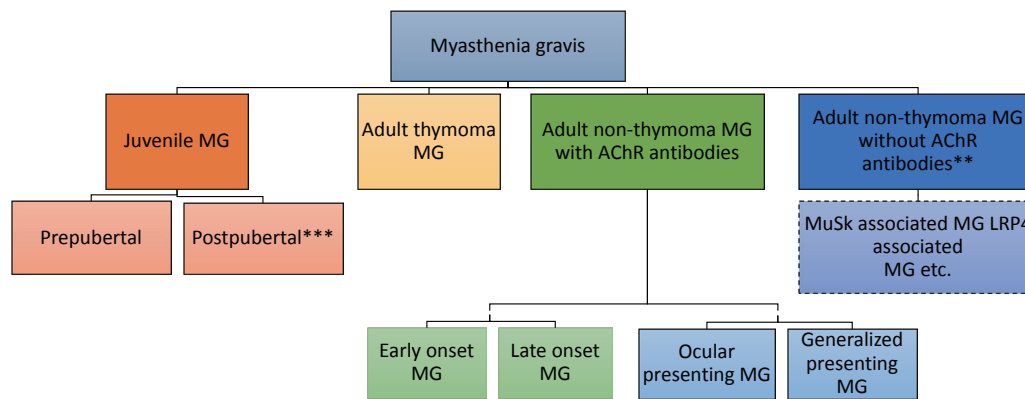 Myasthenia gravis
Juvenile MG
Adult thymoma
MG
Adult non-thymoma MG
with AChR antibodies
Adult non-thymoma MG
without AChR
antibodies**
Prepubertal
Postpubertal***
MuSk associated MG LRP4
associated
MG etc.
Early onset
MG
Late onset
MG
Ocular
presenting MG
Generalized
presenting
MG